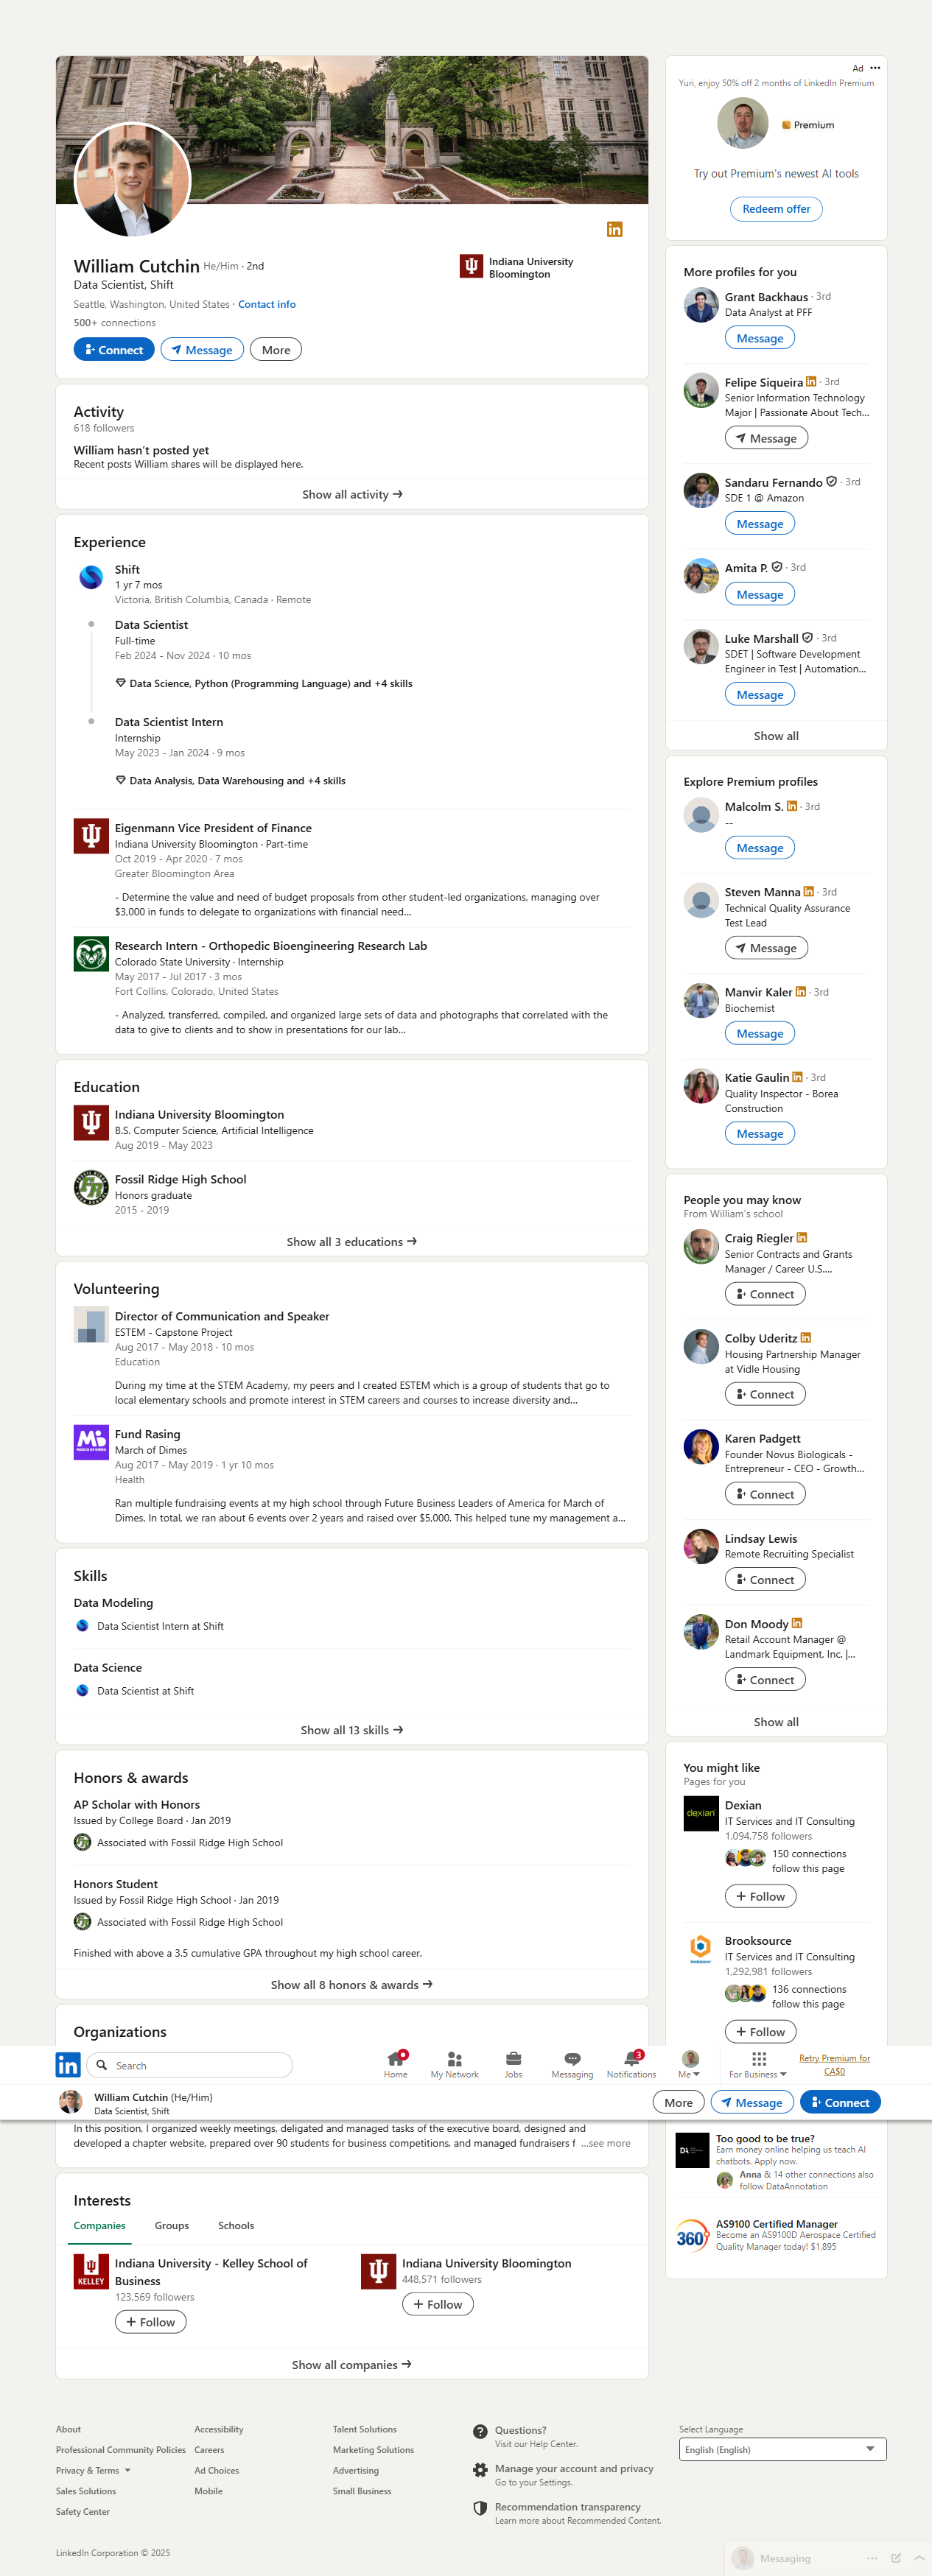 William Cutchin He/Him · 2nd
Data Scientist, Shift
Seattle, Washington, United States · Contact info
500+ connections
Connect
Message
More
Indiana University
Bloomington
Activity
618 followers
William hasn't posted yet
Recent posts William shares will be displayed here.
Show all activity →
Experience
Shift
1 yr 7 mos
Victoria, British Columbia, Canada · Remote
Data Scientist
Full-time
Feb 2024 - Nov 2024 · 10 mos
Data Science, Python (Programming Language) and +4 skills
Data Scientist Intern
Internship
May 2023 - Jan 2024 · 9 mos
Data Analysis, Data Warehousing and +4 skills
Eigenmann Vice President of Finance
Indiana University Bloomington · Part-time
Oct 2019 - Apr 2020 · 7 mos
Greater Bloomington Area
- Determine the value and need of budget proposals from other student-led organizations, managing over
$3,000 in funds to delegate to organizations with financial need...
Research Intern - Orthopedic Bioengineering Research Lab
Colorado State University · Internship
May 2017 - Jul 2017 · 3 mos
Fort Collins, Colorado, United States
- Analyzed, transferred, compiled, and organized large sets of data and photographs that correlated with the
data to give to clients and to show in presentations for our lab...
Education
Indiana University Bloomington
B.S. Computer Science, Artificial Intelligence
Aug 2019 - May 2023
Fossil Ridge High School
Honors graduate
2015 - 2019
Show all 3 educations →
Volunteering
Director of Communication and Speaker
ESTEM - Capstone Project
Aug 2017 - May 2018 · 10 mos
Education
During my time at the STEM Academy, my peers and I created ESTEM which is a group of students that go to
local elementary schools and promote interest in STEM careers and courses to increase diversity and...
MARCH OF DIMES
Fund Rasing
March of Dimes
Aug 2017 - May 2019 · 1 yr 10 mos
Health
Ran multiple fundraising events at my high school through Future Business Leaders of America for March of
Dimes. In total, we ran about 6 events over 2 years and raised over $5,000. This helped tune my management a...
Skills
Data Modeling
Data Scientist Intern at Shift
Data Science
Data Scientist at Shift
Show all 13 skills →
Honors & awards
AP Scholar with Honors
Issued by College Board · Jan 2019
Associated with Fossil Ridge High School
Honors Student
Issued by Fossil Ridge High School · Jan 2019
Associated with Fossil Ridge High School
Finished with above a 3.5 cumulative GPA throughout my high school career.
Show all 8 honors & awards →
Organizations
in
Search
Home
My Network
Jobs
Messaging
3
Notifications
Me
For Business
Retry Premium for
CA$0
William Cutchin (He/Him)
Data Scientist, Shift
More
Message
Connect
In this position, I organized weekly meetings, deligated and managed tasks of the executive board, designed and
developed a chapter website, prepared over 90 students for business competitions, and managed fundraisers f ...see more
Interests
Companies
Groups
Schools
KELLEY
Indiana University - Kelley School of
Business
123,569 followers
+ Follow
Indiana University Bloomington
448,571 followers
+ Follow
Show all companies →
Ad ...
Yuri, enjoy 50% off 2 months of LinkedIn Premium
Premium
Try out Premium's newest AI tools
Redeem offer
More profiles for you
Grant Backhaus · 3rd
Data Analyst at PFF
Message
Felipe Siqueira in · 3rd
Senior Information Technology
Major | Passionate About Tech...
Message
Sandaru Fernando · 3rd
SDE 1 @ Amazon
Message
Amita P. · 3rd
Message
Luke Marshall · 3rd
SDET | Software Development
Engineer in Test | Automation...
Message
Show all
Explore Premium profiles
Malcolm S. in · 3rd
--
Message
Steven Manna in · 3rd
Technical Quality Assurance
Test Lead
Message
Manvir Kaler in · 3rd
Biochemist
Message
Katie Gaulin in · 3rd
Quality Inspector - Borea
Construction
Message
People you may know
From William's school
Craig Riegler in
Senior Contracts and Grants
Manager / Career U.S....
Connect
Colby Uderitz in
Housing Partnership Manager
at Vidle Housing
Connect
Karen Padgett
Founder Novus Biologicals -
Entrepreneur - CEO - Growth...
Connect
Lindsay Lewis
Remote Recruiting Specialist
Connect
Don Moody in
Retail Account Manager @
Landmark Equipment, Inc. |...
Connect
Show all
You might like
Pages for you
dexian
Dexian
IT Services and IT Consulting
1,094,758 followers
150 connections
follow this page
+ Follow
Brooksource
IT Services and IT Consulting
1,292,981 followers
136 connections
follow this page
+ Follow
Too good to be true?
Earn money online helping us teach AI
chatbots. Apply now.
Anna & 14 other connections also
follow DataAnnotation
360
AS9100 Certified Manager
Become an AS9100D Aerospace Certified
Quality Manager today! $1,895
About
Accessibility
Talent Solutions
Professional Community Policies
Careers
Marketing Solutions
Privacy & Terms
Ad Choices
Advertising
Sales Solutions
Mobile
Small Business
Safety Center
Questions?
Visit our Help Center.
Manage your account and privacy
Go to your Settings.
Recommendation transparency
Learn more about Recommended Content.
Select Language
English (English)
LinkedIn Corporation © 2025
Messaging